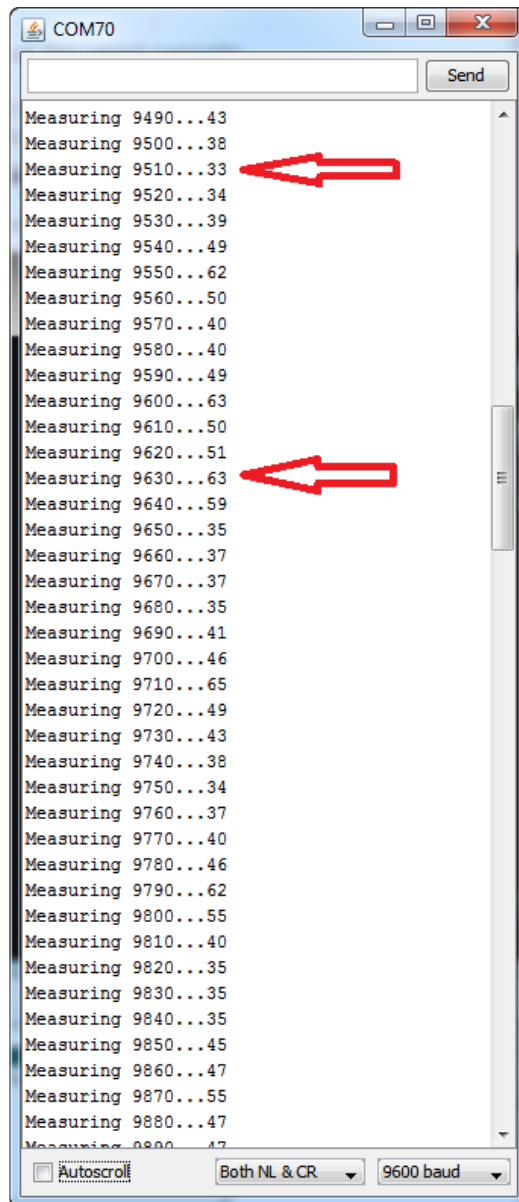 COM70
Send
Measuring 9490...43
Measuring 9500...38
Measuring 9510...33
Measuring 9520...34
Measuring 9530...39
Measuring 9540...49
Measuring 9550...62
Measuring 9560...50
Measuring 9570...40
Measuring 9580...40
Measuring 9590...49
Measuring 9600...63
Measuring 9610...50
Measuring 9620...51
Measuring 9630...63
Measuring 9640...59
Measuring 9650...35
Measuring 9660...37
Measuring 9670...37
Measuring 9680...35
Measuring 9690...41
Measuring 9700...46
Measuring 9710...65
Measuring 9720...49
Measuring 9730...43
Measuring 9740...38
Measuring 9750...34
Measuring 9760...37
Measuring 9770...40
Measuring 9780...46
Measuring 9790...62
Measuring 9800...55
Measuring 9810...40
Measuring 9820...35
Measuring 9830...35
Measuring 9840...35
Measuring 9850...45
Measuring 9860...47
Measuring 9870...55
Measuring 9880...47
Measuring 9890...47
Autoscroll Both NL & CR 9600 baud